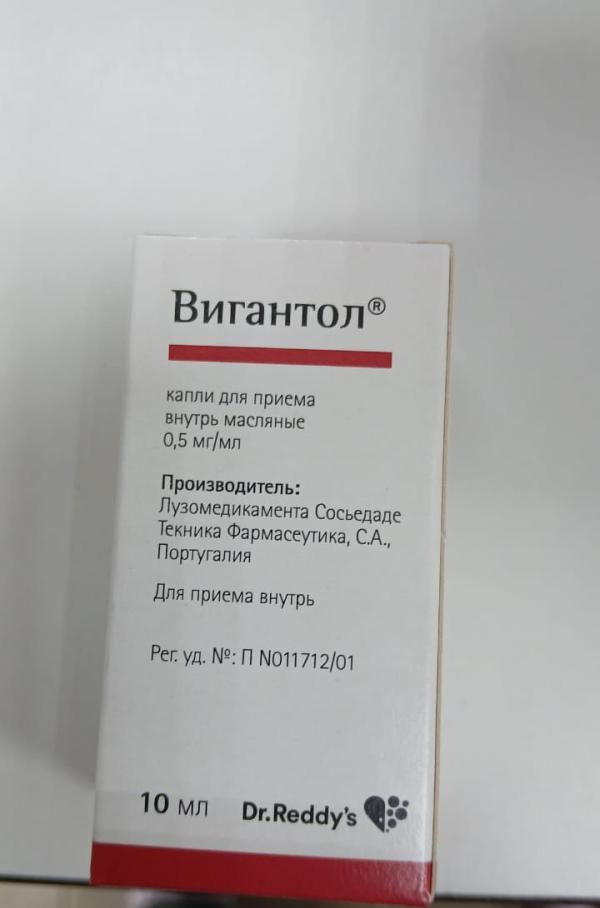 Вигантол®
капли для приема
внутрь масляные
0,5 мг/мл
Производитель:
Лузомедикамента Сосьедаде
Текника Фармасеутика, С.А.,
Португалия
Для приема внутрь
Рег. уд. №: П N011712/01
10 мл Dr.Reddy's